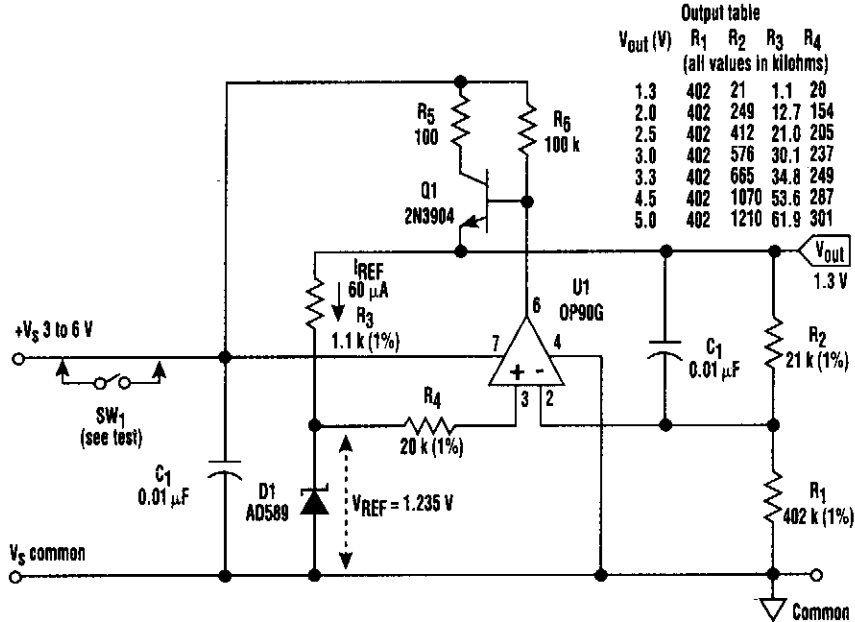 Output table
Vout (V) R1 R2 R3 R4
(all values in kilohms)
1.3 402 21 1.1 20
2.0 402 249 12.7 154
2.5 402 412 21.0 205
3.0 402 576 30.1 237
3.3 402 665 34.8 249
4.5 402 1070 53.6 287
5.0 402 1210 61.9 301
R5
100
R6
100 k
Q1
2N3904
Vout
1.3 V
IREF
60 µA
R3
1.1 k (1%)
U1
OP90G
6
7
4
+
-
3
2
+Vs 3 to 6 V
SW1
(see test)
C1
0.01 µF
R2
21 k (1%)
R4
20 k (1%)
C1
0.01 µF
D1
AD589
VREF = 1.235 V
R1
402 k (1%)
Vs common
Common